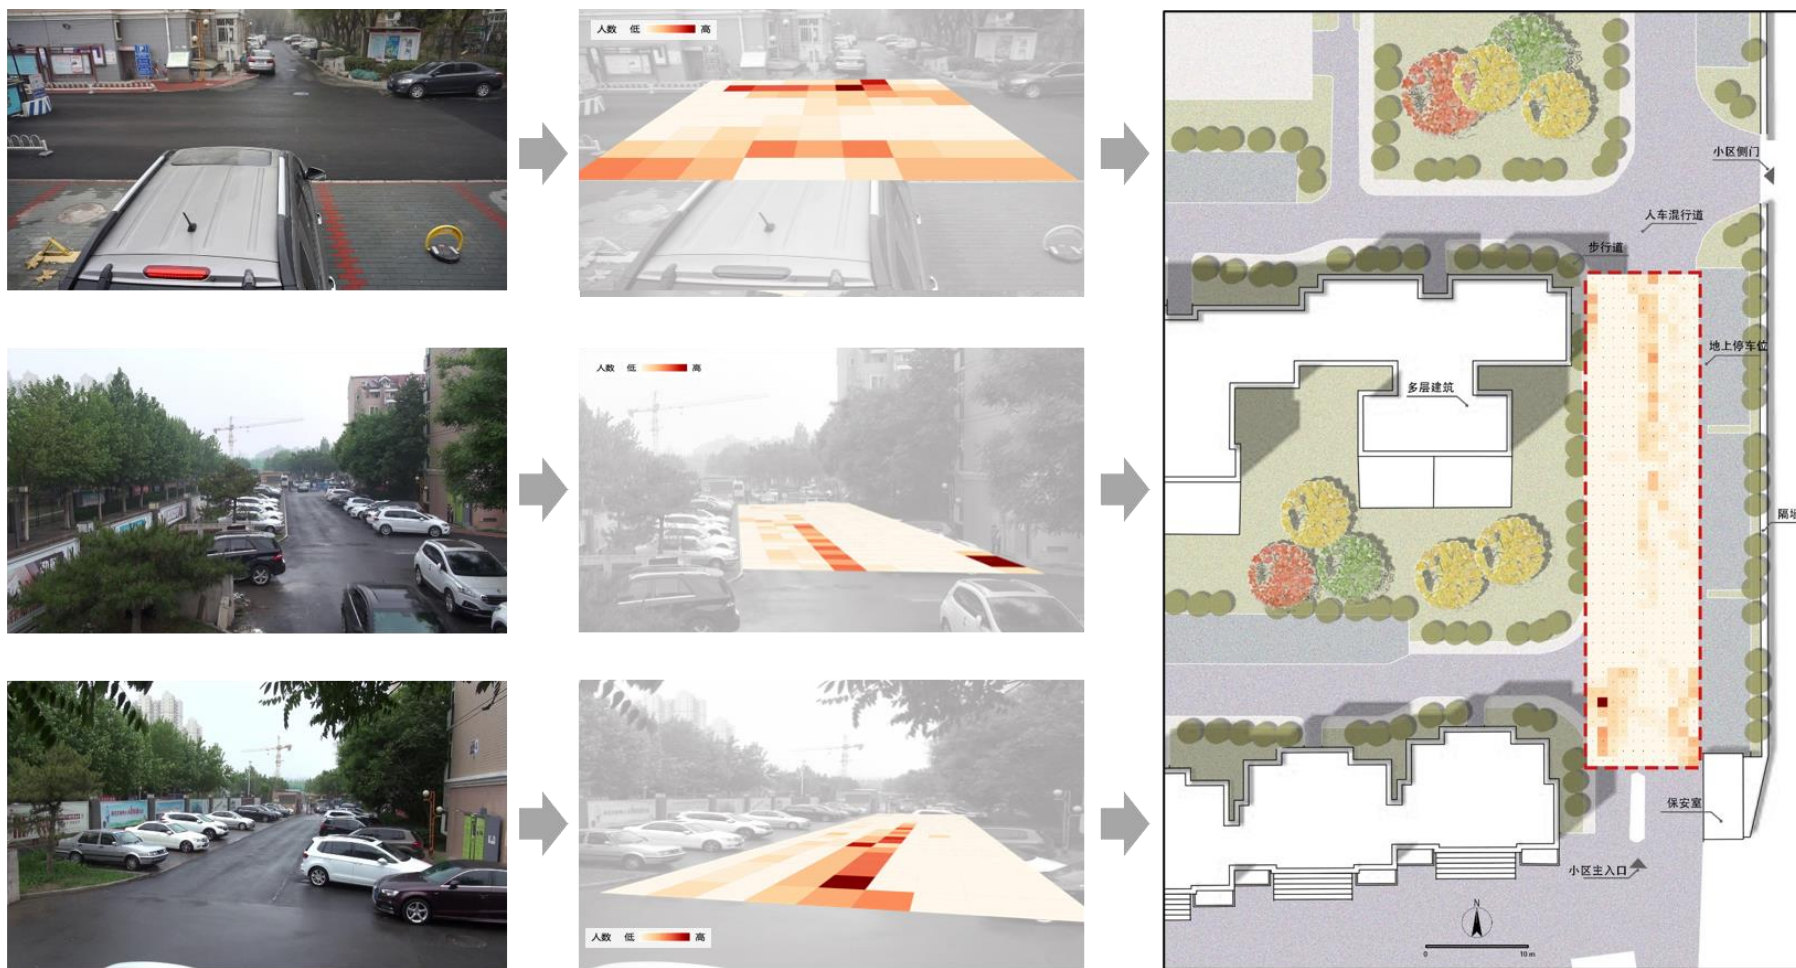 人数 低 高
人数 低 高
人数 低 高
小区侧门
人车混行道
步行道
地上停车位
多层建筑
隔墙
保安室
小区主入口
N
0 10 m